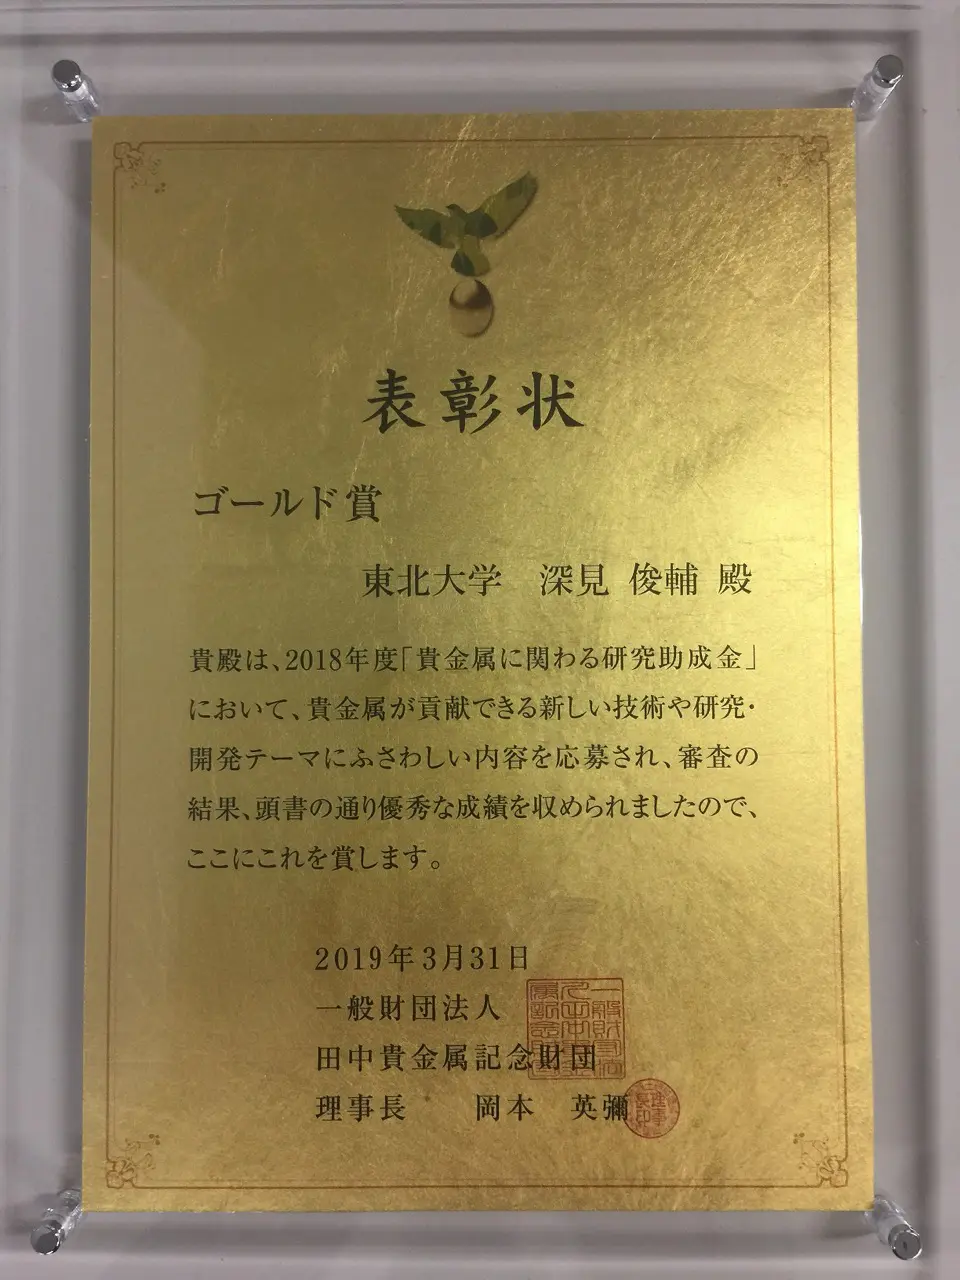 表彰状
ゴールド賞
東北大学 深見 俊輔 殿
貴殿は、2018年度「貴金属に関わる研究助成金」
において、貴金属が貢献できる新しい技術や研究・
開発テーマにふさわしい内容を応募され、審査の
結果、頭書の通り優秀な成績を収められましたので、
ここにこれを賞します。
2019年3月31日
一般財団法人
田中貴金属記念財団
理事長 岡本 英彌